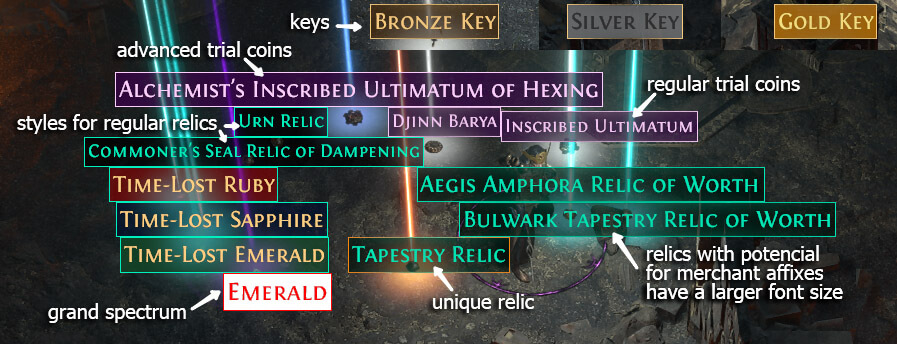 keys
BRONZE KEY
SILVER KEY
GOLD KEY
advanced trial coins
ALCHEMIST'S INSCRIBED ULTIMATUM OF HEXING
regular trial coins
styles for regular relics
URN RELIC
DJINN BARYA
INSCRIBED ULTIMATUM
COMMONER'S SEAL RELIC OF DAMPENING
TIME-LOST RUBY
AEGIS AMPHORA RELIC OF WORTH
TIME-LOST SAPPHIRE
BULWARK TAPESTRY RELIC OF WORTH
TIME-LOST EMERALD
TAPESTRY RELIC
relics with potencial
for merchant affixes
have a larger font size
EMERALD
grand spectrum
unique relic